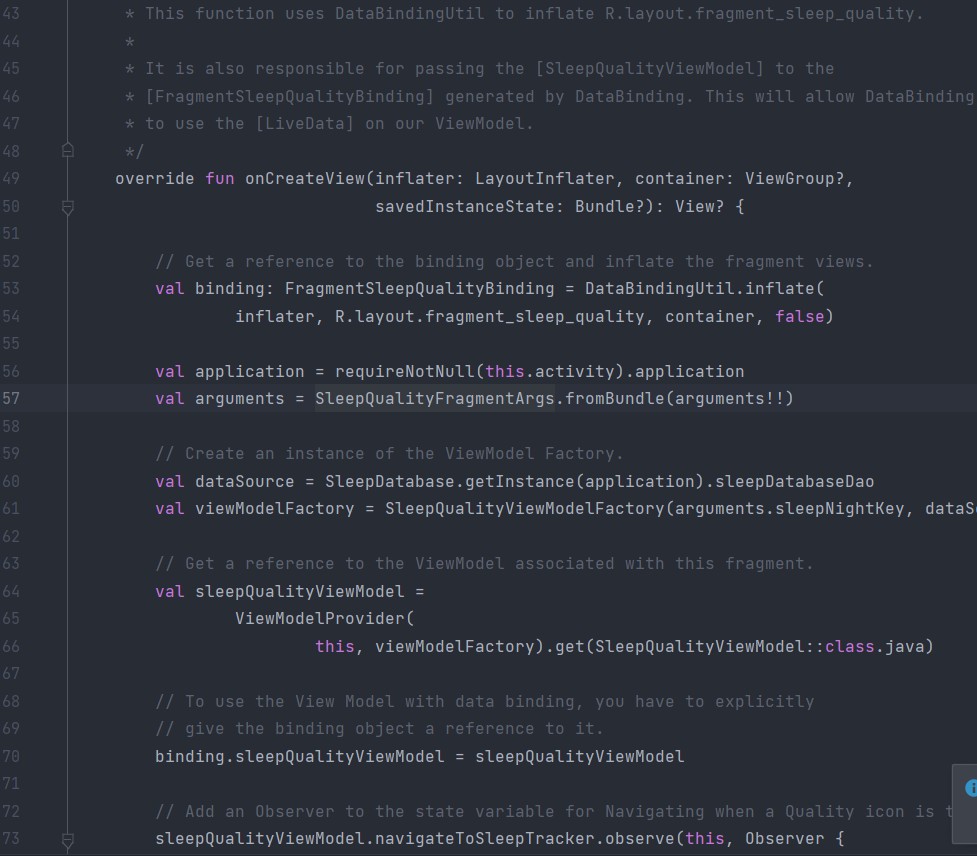 43 * This function uses DataBindingUtil to inflate R.layout.fragment_sleep_quality.
44 *
45 * It is also responsible for passing the [SleepQualityViewModel] to the
46 * [FragmentSleepQualityBinding] generated by DataBinding. This will allow DataBinding
47 * to use the [LiveData] on our ViewModel.
48 */
49 override fun onCreateView(inflater: LayoutInflater, container: ViewGroup?,
50 savedInstanceState: Bundle?): View? {
51
52 // Get a reference to the binding object and inflate the fragment views.
53 val binding: FragmentSleepQualityBinding = DataBindingUtil.inflate(
54 inflater, R.layout.fragment_sleep_quality, container, false)
55
56 val application = requireNotNull(this.activity).application
57 val arguments = SleepQualityFragmentArgs.fromBundle(arguments!!)
58
59 // Create an instance of the ViewModel Factory.
60 val dataSource = SleepDatabase.getInstance(application).sleepDatabaseDao
61 val viewModelFactory = SleepQualityViewModelFactory(arguments.sleepNightKey, dataS
62
63 // Get a reference to the ViewModel associated with this fragment.
64 val sleepQualityViewModel =
65 ViewModelProvider(
66 this, viewModelFactory).get(SleepQualityViewModel::class.java)
67
68 // To use the View Model with data binding, you have to explicitly
69 // give the binding object a reference to it.
70 binding.sleepQualityViewModel = sleepQualityViewModel
71
72 // Add an Observer to the state variable for Navigating when a Quality icon is t
73 sleepQualityViewModel.navigateToSleepTracker.observe(this, Observer {